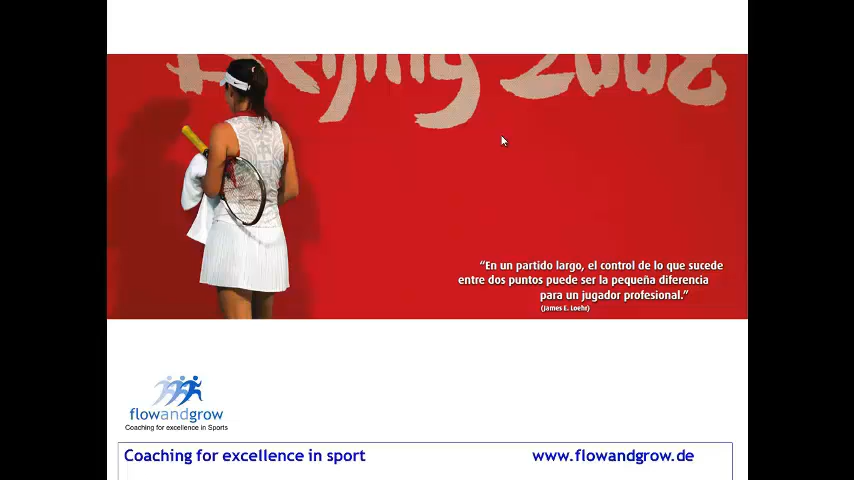 Beijing 2008
“En un partido largo, el control de lo que sucede
entre dos puntos puede ser la pequeña diferencia
para un jugador profesional.”
(James E. Loehr)
flowandgrow
Coaching for excellence in Sports
Coaching for excellence in sport www.flowandgrow.de